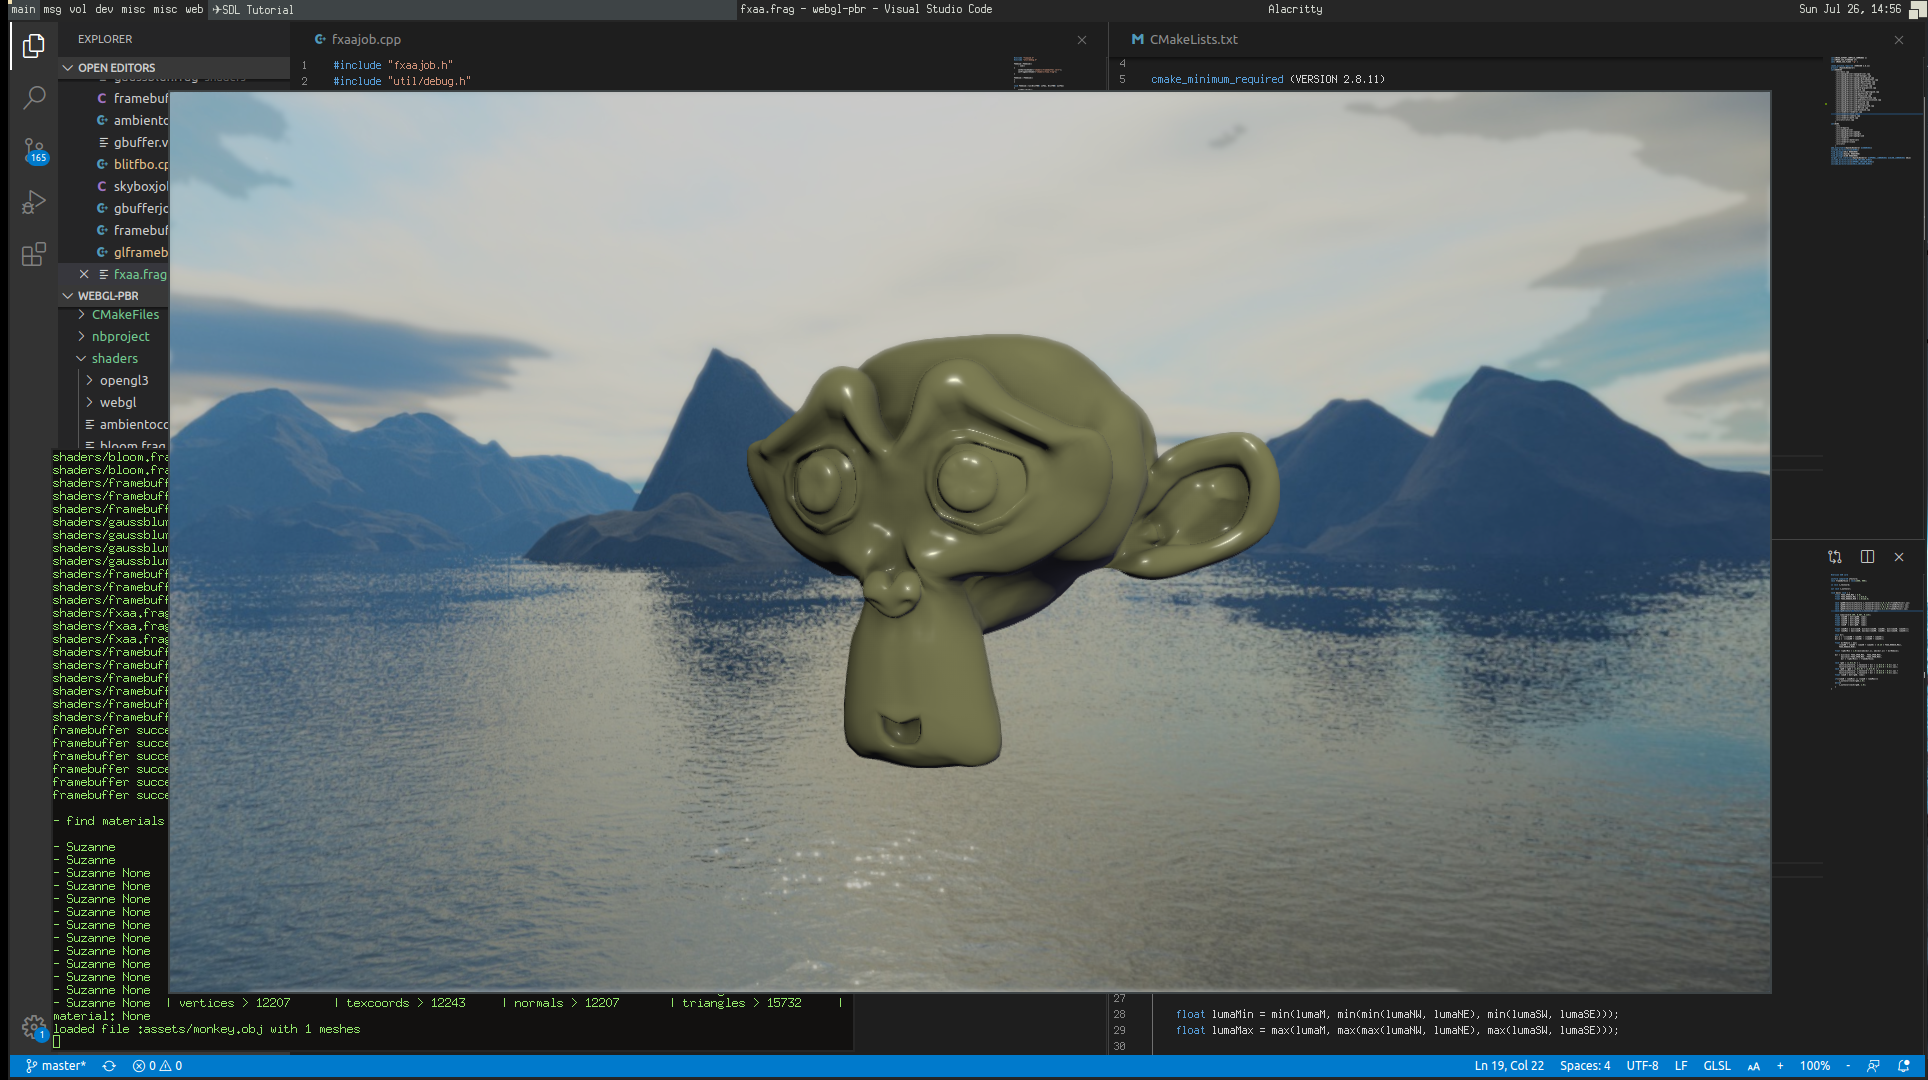 main msg vol dev misc misc web ✈SDL Tutorial
fxaa.frag - webgl-pbr - Visual Studio Code
Alacritty
Sun Jul 26, 14:56
EXPLORER
OPEN EDITORS
framebuf
ambientc
gbuffer.v
blitfbo.cp
skyboxjo
gbufferjo
framebuf
glframeb
fxaa.frag
165
WEBGL-PBR
CMakeFiles
nbproject
shaders
opengl3
webgl
ambientoc
bloom.frag
fxaajob.cpp
1 #include "fxaajob.h"
2 #include "util/debug.h"
CMakeLists.txt
4
5 cmake_minimum_required (VERSION 2.8.11)
shaders/bloom.fra
shaders/bloom.fra
shaders/framebuff
shaders/framebuff
shaders/framebuff
shaders/gaussblum
shaders/gaussblum
shaders/gaussblum
shaders/gaussblum
shaders/framebuff
shaders/framebuff
shaders/framebuff
shaders/fxaa.frag
shaders/fxaa.frag
shaders/fxaa.frag
shaders/framebuff
shaders/framebuff
shaders/framebuff
shaders/framebuff
shaders/framebuff
shaders/framebuff
framebuffer succe
framebuffer succe
framebuffer succe
framebuffer succe
framebuffer succe
framebuffer succe
- find materials
- Suzanne
- Suzanne
- Suzanne None
- Suzanne None
- Suzanne None
- Suzanne None
- Suzanne None
- Suzanne None
- Suzanne None
- Suzanne None
- Suzanne None
- Suzanne None | vertices > 12207 | texcoords > 12243 | normals > 12207 | triangles > 15732 |
material: None
loaded file :assets/monkey.obj with 1 meshes
1
27
28 float lumaMin = min(lumaM, min(min(lumaNW, lumaNE), min(lumaSW, lumaSE)));
29 float lumaMax = max(lumaM, max(max(lumaNW, lumaNE), max(lumaSW, lumaSE)));
30
master* 0 0
Ln 19, Col 22 Spaces: 4 UTF-8 LF GLSL AA + 100% -